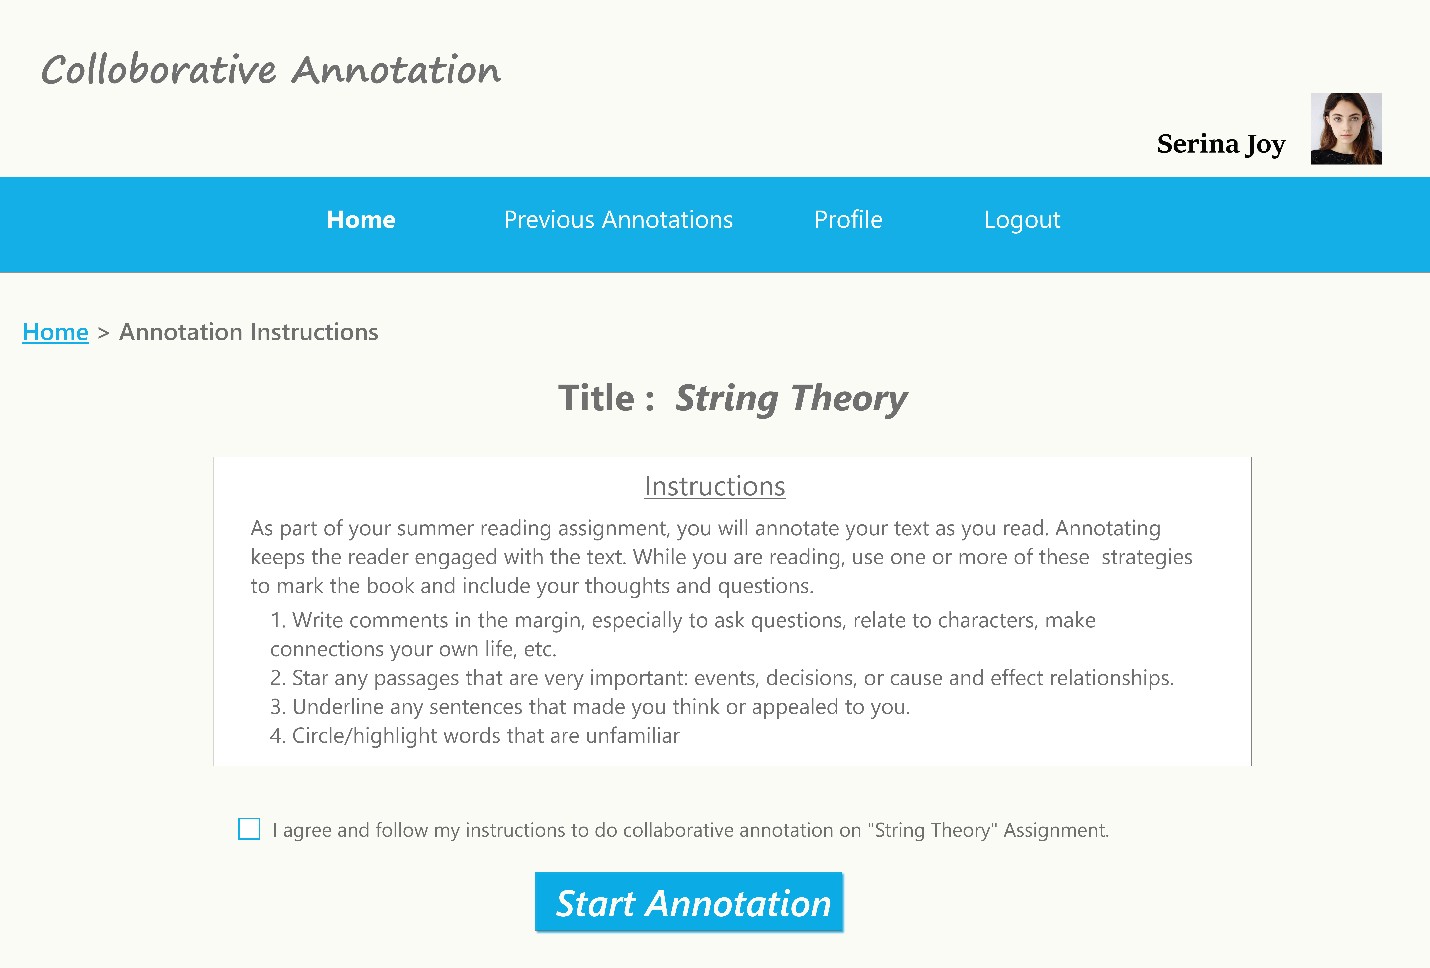 Colloborative Annotation
Serina Joy
Home Previous Annotations Profile Logout
Home > Annotation Instructions
Title : String Theory
Instructions
As part of your summer reading assignment, you will annotate your text as you read. Annotating
keeps the reader engaged with the text. While you are reading, use one or more of these strategies
to mark the book and include your thoughts and questions.
1. Write comments in the margin, especially to ask questions, relate to characters, make
connections your own life, etc.
2. Star any passages that are very important: events, decisions, or cause and effect relationships.
3. Underline any sentences that made you think or appealed to you.
4. Circle/highlight words that are unfamiliar
I agree and follow my instructions to do collaborative annotation on "String Theory" Assignment.
Start Annotation